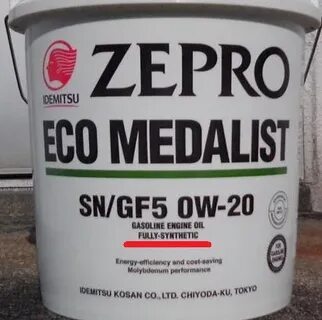 IDEMITSU
ZEPRO
ECO MEDALIST
SN/GF5 0W-20
GASOLINE ENGINE OIL
FULLY-SYNTHETIC
Energy-efficiency and cost-saving
Molybdenum performance
IDEMITSU KOSAN CO.,LTD. CHIYODA-KU, TOKYO